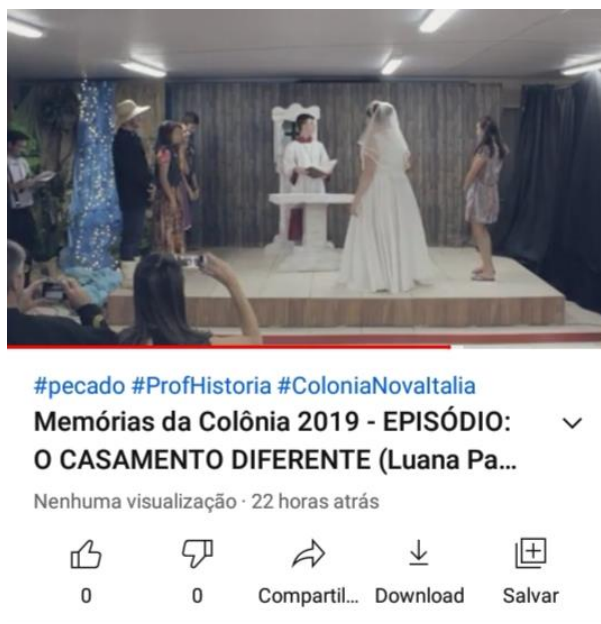 #pecado #ProfHistoria #ColoniaNovaItalia
Memórias da Colônia 2019 - EPISÓDIO:
O CASAMENTO DIFERENTE (Luana Pa...
Nenhuma visualização · 22 horas atrás
0 0 Compartil... Download Salvar